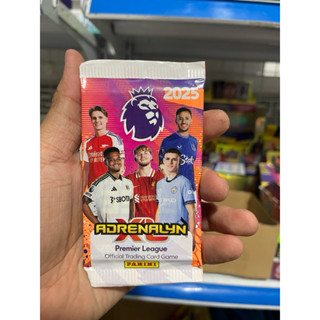 2025
ADRENALYN
XL
Premier League
Official Trading Card Game
PANINI